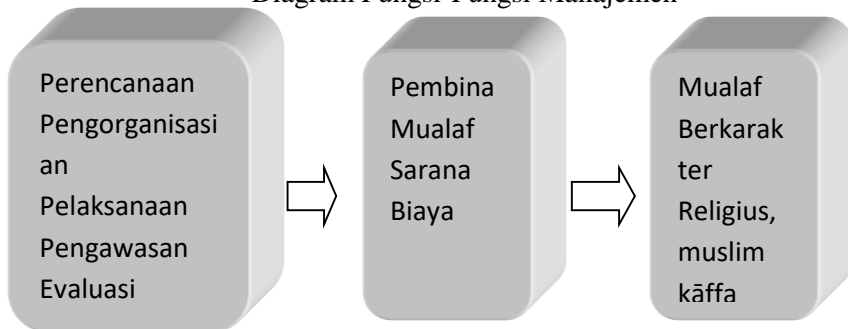 Diagram Fungsi-Fungsi Manajemen
Perencanaan
Pengorganisasi
an
Pelaksanaan
Pengawasan
Evaluasi
Pembina
Mualaf
Sarana
Biaya
Mualaf
Berkarak
ter
Religius,
muslim
kāffa